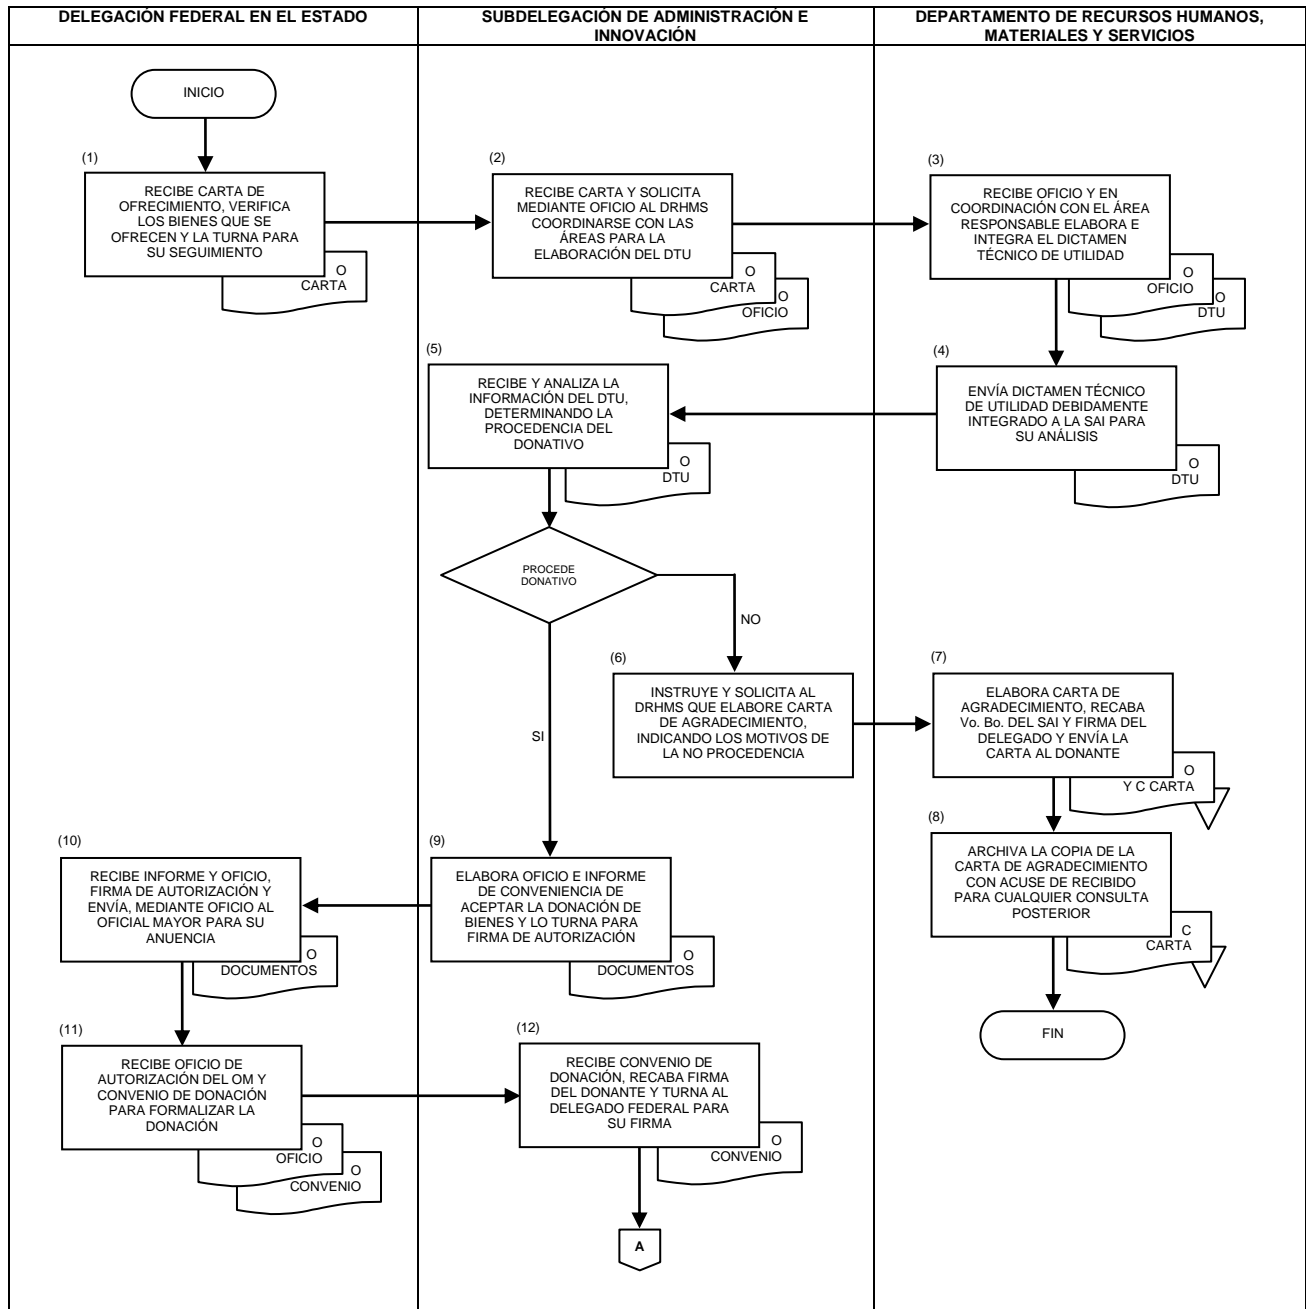 DELEGACIÓN FEDERAL EN EL ESTADO
SUBDELEGACIÓN DE ADMINISTRACIÓN E
INNOVACIÓN
DEPARTAMENTO DE RECURSOS HUMANOS,
MATERIALES Y SERVICIOS
INICIO
(1)
RECIBE CARTA DE
OFRECIMIENTO, VERIFICA
LOS BIENES QUE SE
OFRECEN Y LA TURNA PARA
SU SEGUIMIENTO
O
CARTA
(2)
RECIBE CARTA Y SOLICITA
MEDIANTE OFICIO AL DRHMS
COORDINARSE CON LAS
ÁREAS PARA LA
ELABORACIÓN DEL DTU
O
CARTA
O
OFICIO
(3)
RECIBE OFICIO Y EN
COORDINACIÓN CON EL ÁREA
RESPONSABLE ELABORA E
INTEGRA EL DICTAMEN
TÉCNICO DE UTILIDAD
O
OFICIO
O
DTU
(4)
ENVÍA DICTAMEN TÉCNICO
DE UTILIDAD DEBIDAMENTE
INTEGRADO A LA SAI PARA
SU ANÁLISIS
O
DTU
(5)
RECIBE Y ANALIZA LA
INFORMACIÓN DEL DTU,
DETERMINANDO LA
PROCEDENCIA DEL
DONATIVO
O
DTU
PROCEDE
DONATIVO
NO
SI
(6)
INSTRUYE Y SOLICITA AL
DRHMS QUE ELABORE CARTA
DE AGRADECIMIENTO,
INDICANDO LOS MOTIVOS DE
LA NO PROCEDENCIA
(7)
ELABORA CARTA DE
AGRADECIMIENTO, RECABA
Vo. Bo. DEL SAI Y FIRMA DEL
DELEGADO Y ENVÍA LA
CARTA AL DONANTE
O
Y C CARTA
(8)
ARCHIVA LA COPIA DE LA
CARTA DE AGRADECIMIENTO
CON ACUSE DE RECIBIDO
PARA CUALQUIER CONSULTA
POSTERIOR
C
CARTA
FIN
(9)
ELABORA OFICIO E INFORME
DE CONVENIENCIA DE
ACEPTAR LA DONACIÓN DE
BIENES Y LO TURNA PARA
FIRMA DE AUTORIZACIÓN
O
DOCUMENTOS
(10)
RECIBE INFORME Y OFICIO,
FIRMA DE AUTORIZACIÓN Y
ENVÍA, MEDIANTE OFICIO AL
OFICIAL MAYOR PARA SU
ANUENCIA
O
DOCUMENTOS
(11)
RECIBE OFICIO DE
AUTORIZACIÓN DEL OM Y
CONVENIO DE DONACIÓN
PARA FORMALIZAR LA
DONACIÓN
O
OFICIO
O
CONVENIO
(12)
RECIBE CONVENIO DE
DONACIÓN, RECABA FIRMA
DEL DONANTE Y TURNA AL
DELEGADO FEDERAL PARA
SU FIRMA
O
CONVENIO
A